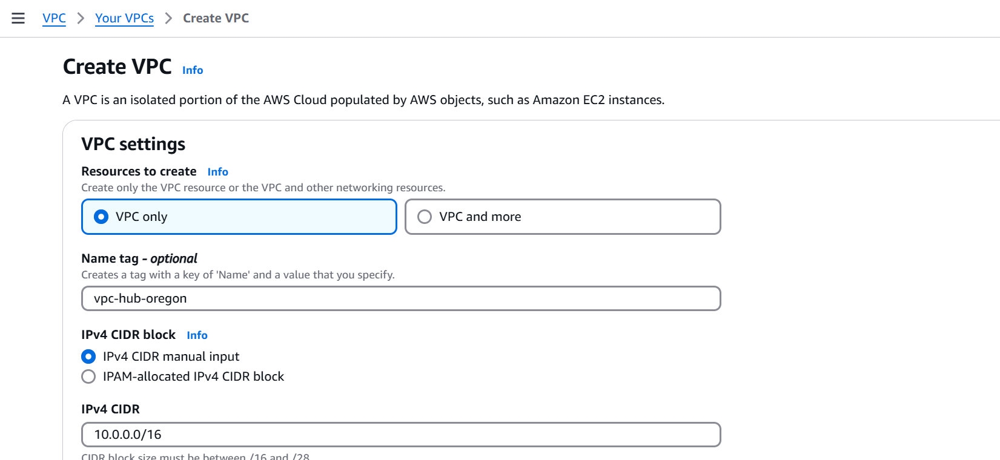 VPC > Your VPCs > Create VPC
Create VPC Info
A VPC is an isolated portion of the AWS Cloud populated by AWS objects, such as Amazon EC2 instances.
VPC settings
Resources to create Info
Create only the VPC resource or the VPC and other networking resources.
VPC only VPC and more
Name tag - optional
Creates a tag with a key of 'Name' and a value that you specify.
vpc-hub-oregon
IPv4 CIDR block Info
IPv4 CIDR manual input
IPAM-allocated IPv4 CIDR block
IPv4 CIDR
10.0.0.0/16
CIDR block size must be between /16 and /28.